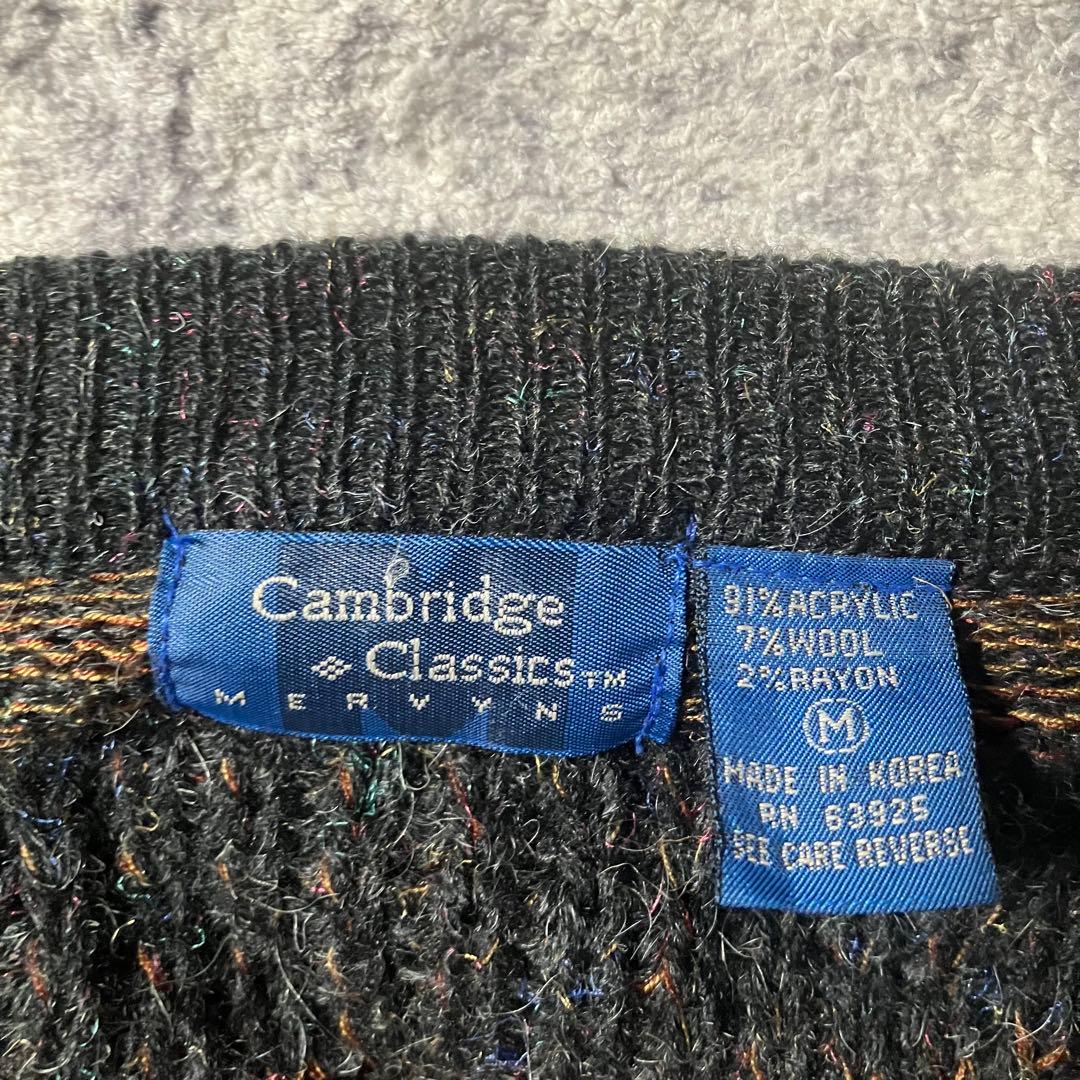 Cambridge
Classics™
MERVYNS
91% ACRYLIC
7% WOOL
2% RAYON
M
MADE IN KOREA
RN 63925
SEE CARE REVERSE